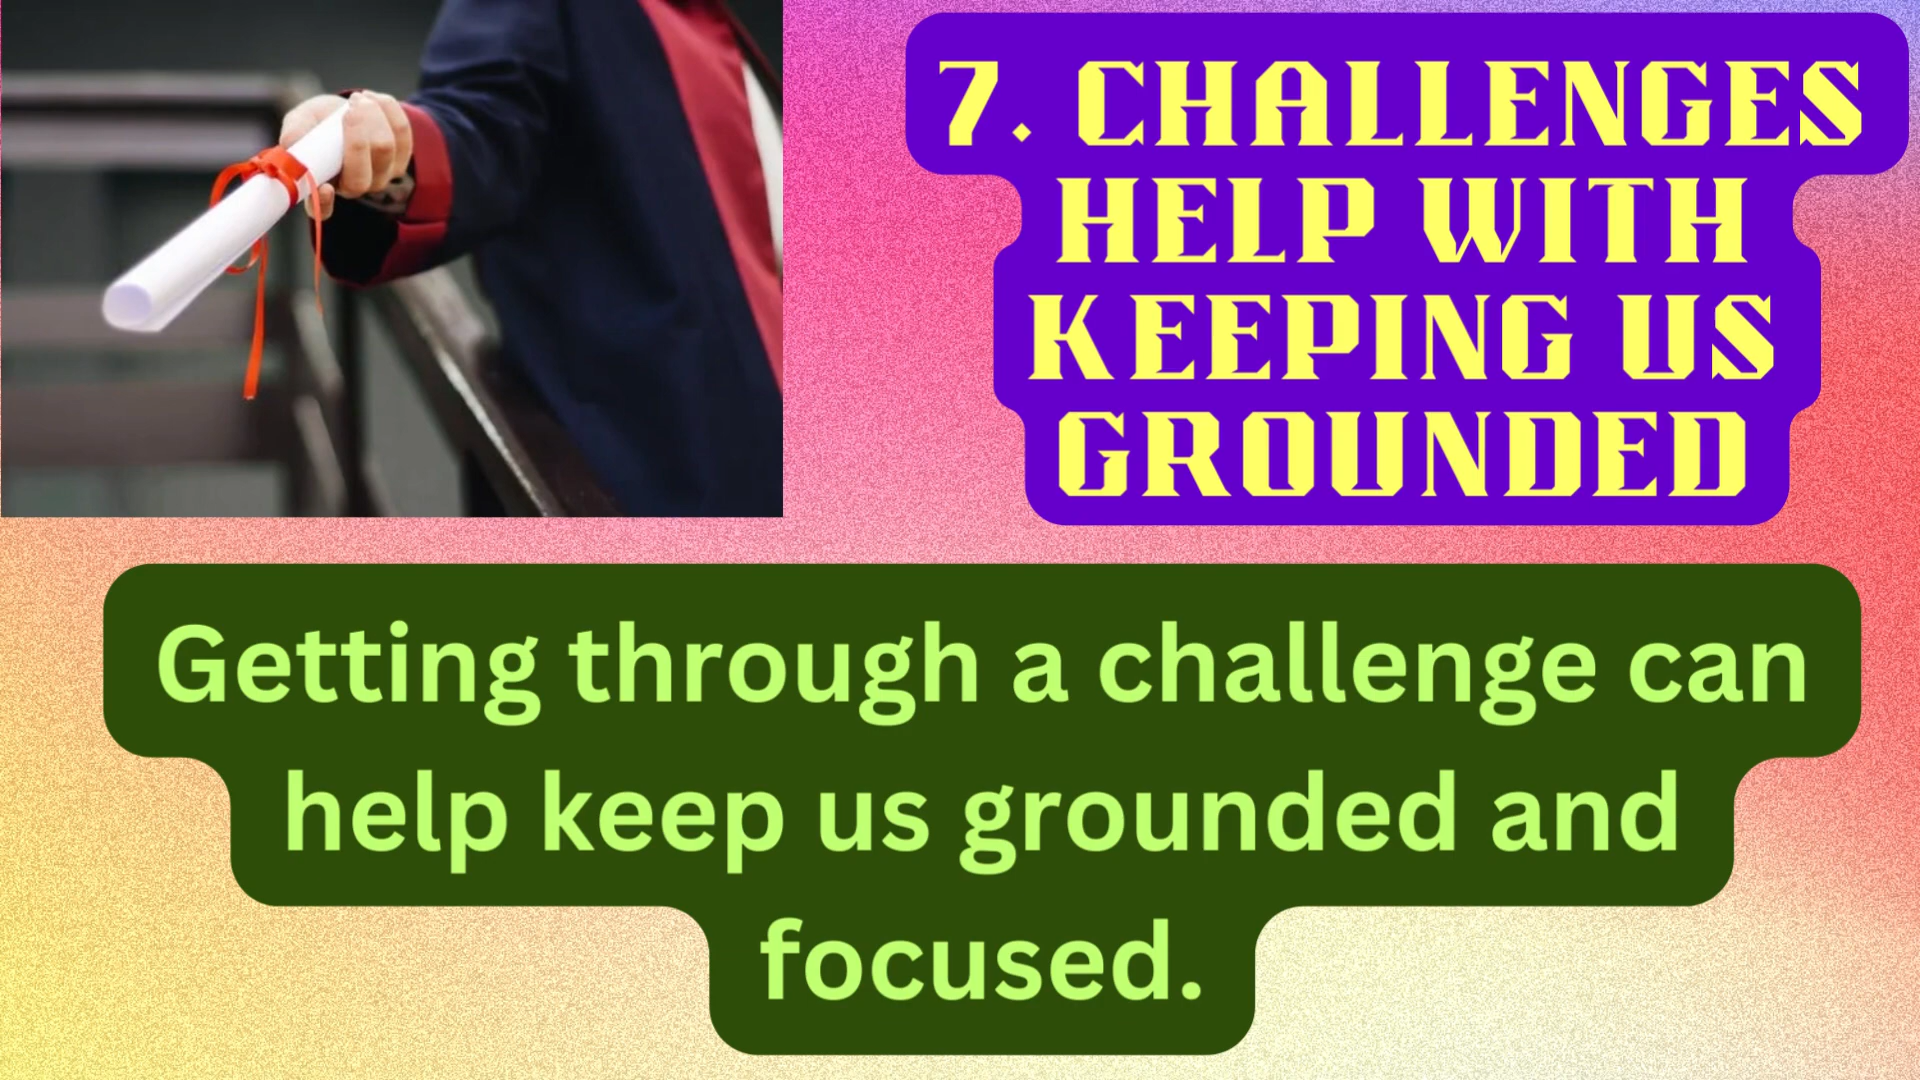 7. CHALLENGES
HELP WITH
KEEPING US
GROUNDED
Getting through a challenge can
help keep us grounded and
focused.